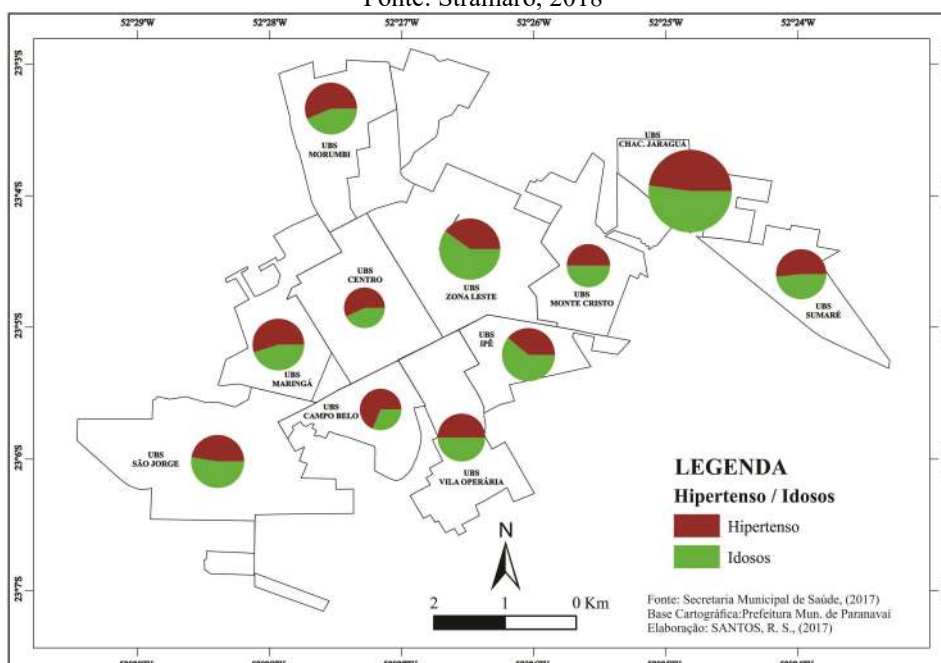 Fonte: Stramaro, 2018
52°29'W 52°28'W 52°27'W 52°26'W 52°25'W 52°24'W
23°3'S
23°4'S
23°5'S
23°6'S
23°7'S
UBS
MORUMBI
UBS
CHAC. JARAGUÁ
UBS
CENTRO
UBS
ZONA LESTE
UBS
MONTE CRISTO
UBS
SUMARÉ
UBS
MARINGÁ
UBS
IPÊ
UBS
CAMPO BELO
UBS
SÃO JORGE
UBS
VILA OPERÁRIA
LEGENDA
Hipertenso / Idosos
Hipertenso
Idosos
N
2 1 0 Km
Fonte: Secretaria Municipal de Saúde, (2017)
Base Cartográfica:Prefeitura Mun. de Paranavaí
Elaboração: SANTOS, R. S., (2017)